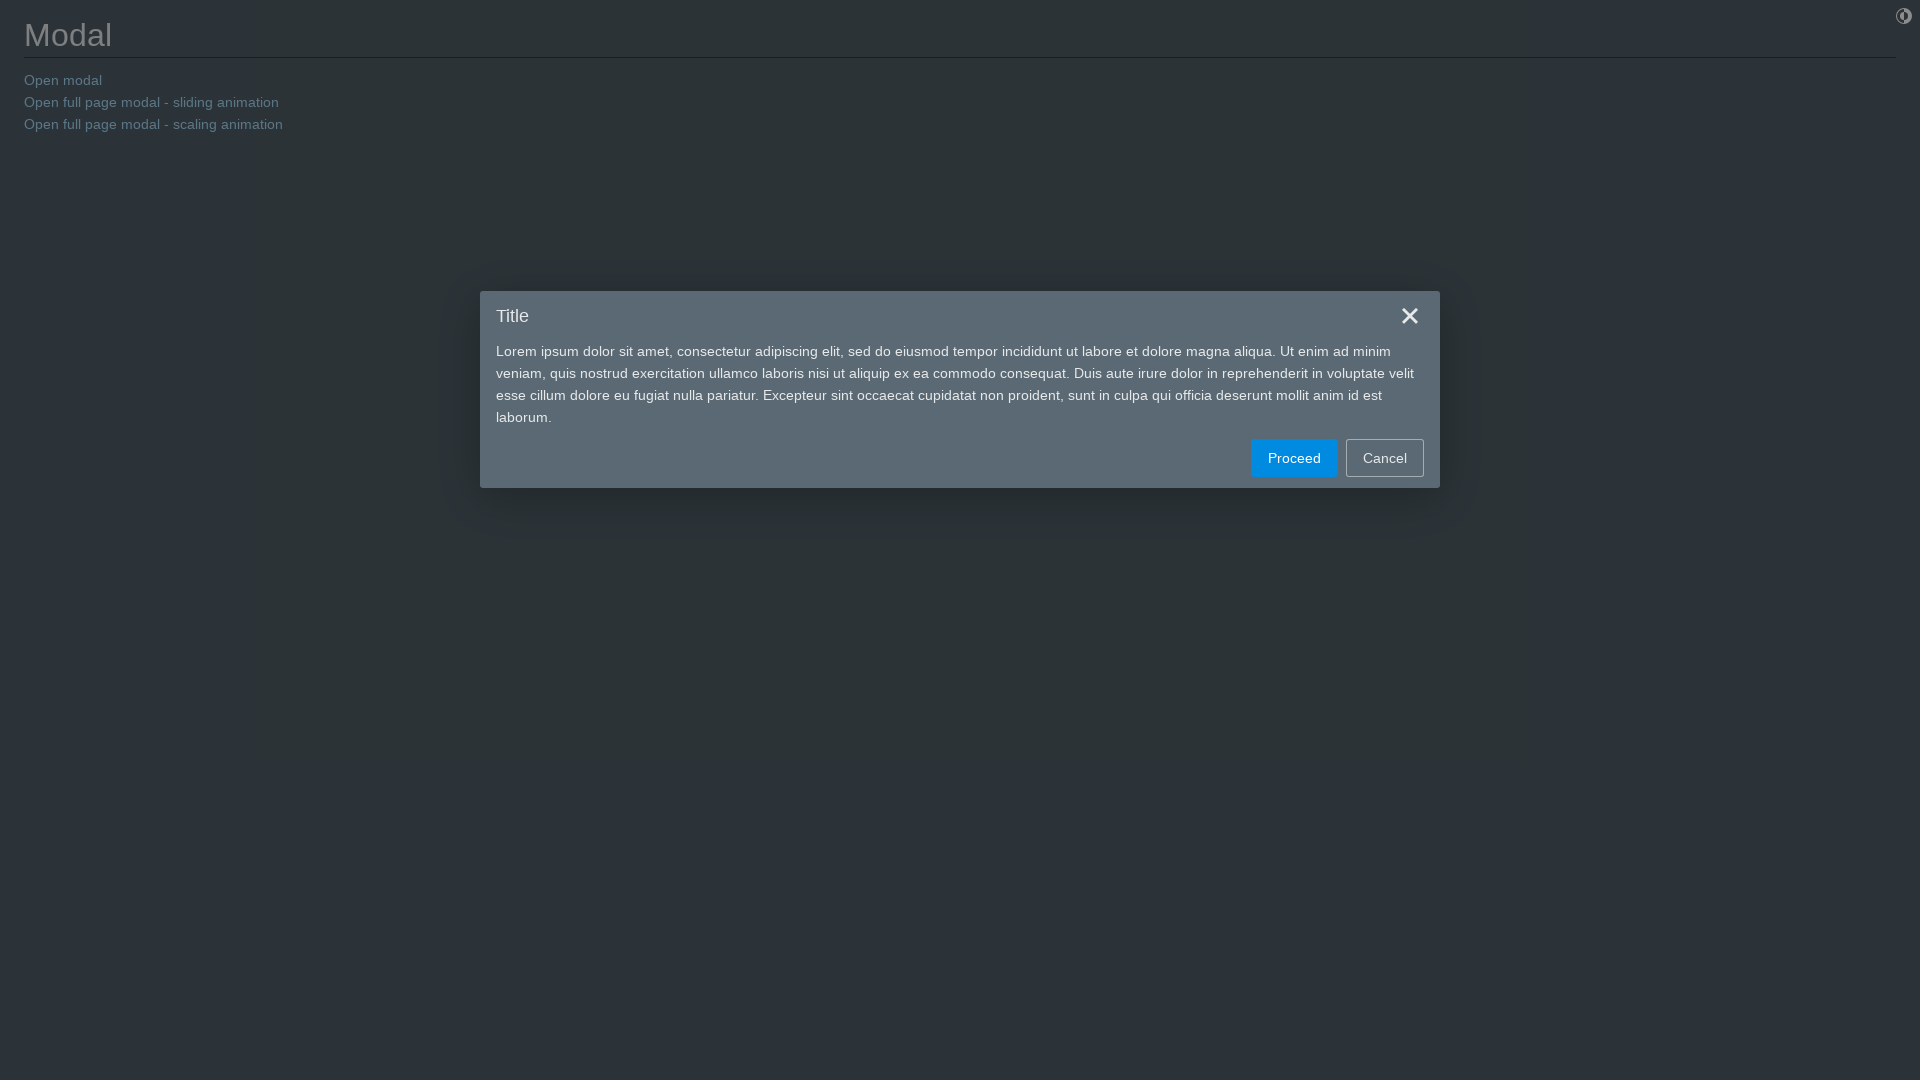 Modal
Open modal
Open full page modal - sliding animation
Open full page modal - scaling animation
Title
Lorem ipsum dolor sit amet, consectetur adipiscing elit, sed do eiusmod tempor incididunt ut labore et dolore magna aliqua. Ut enim ad minim
veniam, quis nostrud exercitation ullamco laboris nisi ut aliquip ex ea commodo consequat. Duis aute irure dolor in reprehenderit in voluptate velit
esse cillum dolore eu fugiat nulla pariatur. Excepteur sint occaecat cupidatat non proident, sunt in culpa qui officia deserunt mollit anim id est
laborum.
Proceed Cancel